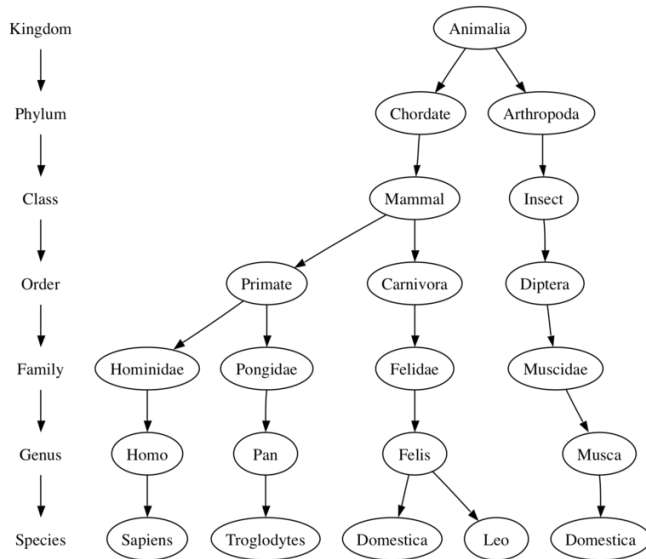 Kingdom Animalia
Phylum Chordate Arthropoda
Class Mammal Insect
Order Primate Carnivora Diptera
Family Hominidae Pongidae Felidae Muscidae
Genus Homo Pan Felis Musca
Species Sapiens Troglodytes Domestica Leo Domestica